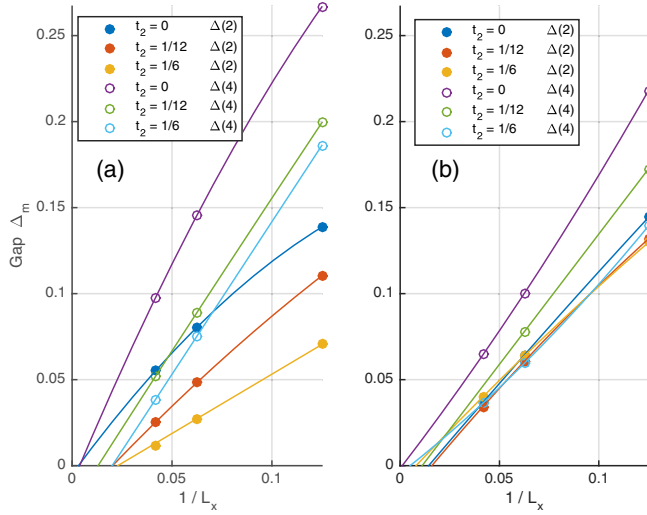 t₂ = 0 Δ(2)
t₂ = 1/12 Δ(2)
t₂ = 1/6 Δ(2)
t₂ = 0 Δ(4)
t₂ = 1/12 Δ(4)
t₂ = 1/6 Δ(4)
(a)
Gap Δₘ
0.25
0.2
0.15
0.1
0.05
0
0 0.05 0.1
1 / Lₓ
t₂ = 0 Δ(2)
t₂ = 1/12 Δ(2)
t₂ = 1/6 Δ(2)
t₂ = 0 Δ(4)
t₂ = 1/12 Δ(4)
t₂ = 1/6 Δ(4)
(b)
0.25
0.2
0.15
0.1
0.05
0
0 0.05 0.1
1 / Lₓ